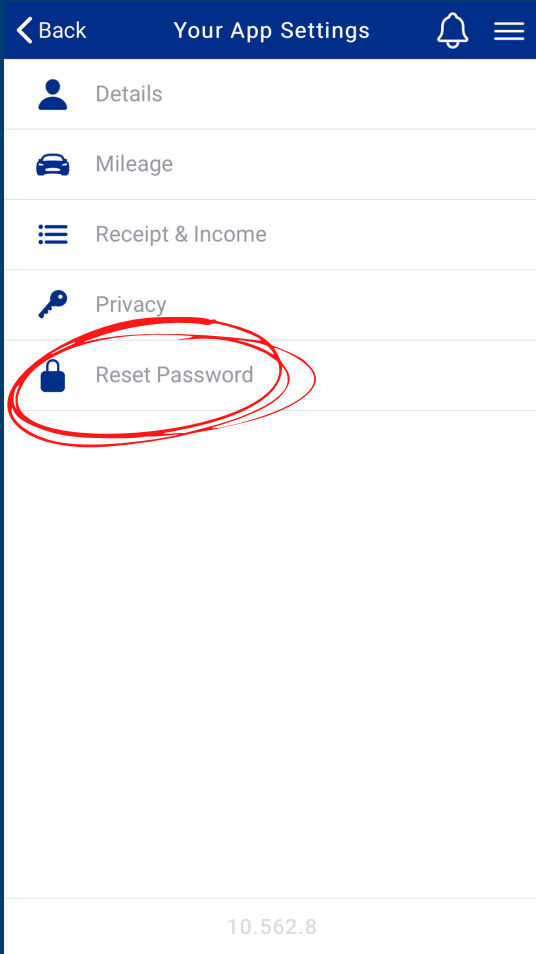 Back
Your App Settings
Details
Mileage
Receipt & Income
Privacy
Reset Password
10.562.8